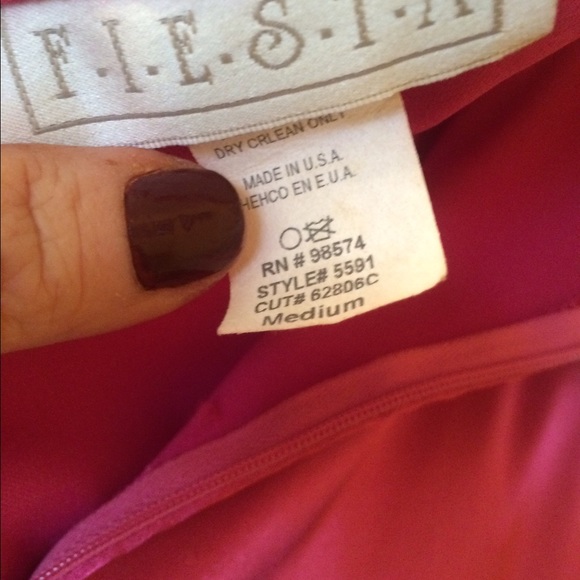 F.I.E.S.T.A
DRY CRLEAN ONLY
MADE IN U.S.A.
HEHCO EN E.U.A.
RN # 98574
STYLE# 5591
CUT# 62806C
Medium